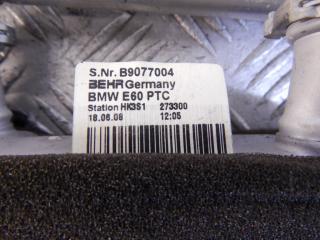 S.Nr. B9077004
BEHR Germany
BMW E60 PTC
Station HK3S1 273300
18.06.08 12:05